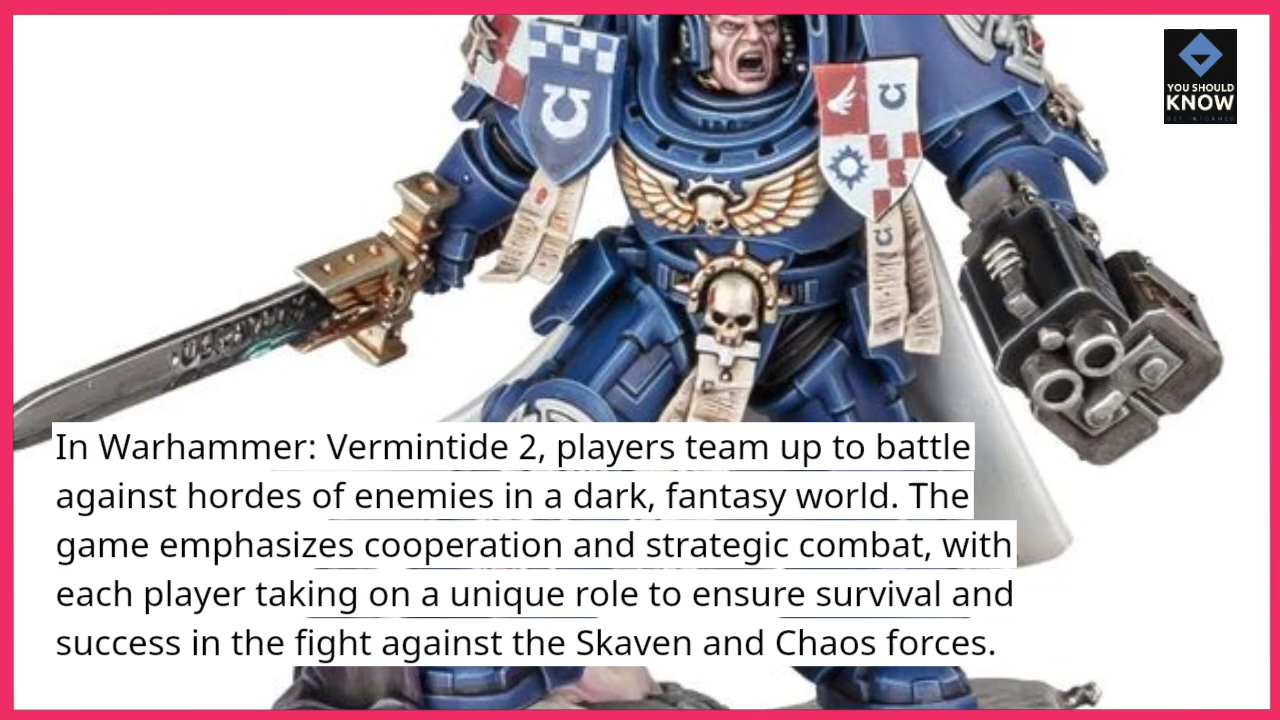 YOU SHOULD
KNOW
GET INFORMED
In Warhammer: Vermintide 2, players team up to battle
against hordes of enemies in a dark, fantasy world. The
game emphasizes cooperation and strategic combat, with
each player taking on a unique role to ensure survival and
success in the fight against the Skaven and Chaos forces.